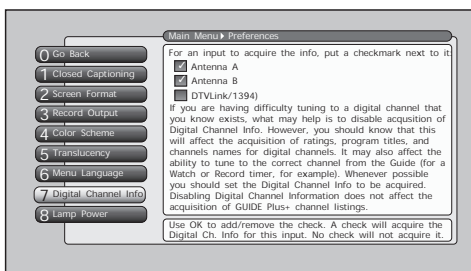 Main Menu ▸ Preferences
0 Go Back
1 Closed Captioning
2 Screen Format
3 Record Output
4 Color Scheme
5 Translucency
6 Menu Language
7 Digital Channel Info
8 Lamp Power
For an input to acquire the info, put a checkmark next to it:
Antenna A
Antenna B
DTVLink/1394)
If you are having difficulty tuning to a digital channel that
you know exists, what may help is to disable acqusition of
Digital Channel Info. However, you should know that this
will affect the acquisition of ratings, program titles, and
channels names for digital channels. It may also affect the
ability to tune to the correct channel from the Guide (for a
Watch or Record timer, for example). Whenever possible
you should set the Digital Channel Info to be acquired.
Disabling Digital Channel Information does not affect the
acquisition of GUIDE Plus+ channel listings.
Use OK to add/remove the check. A check will acquire the
Digital Ch. Info for this input. No check will not acquire it.